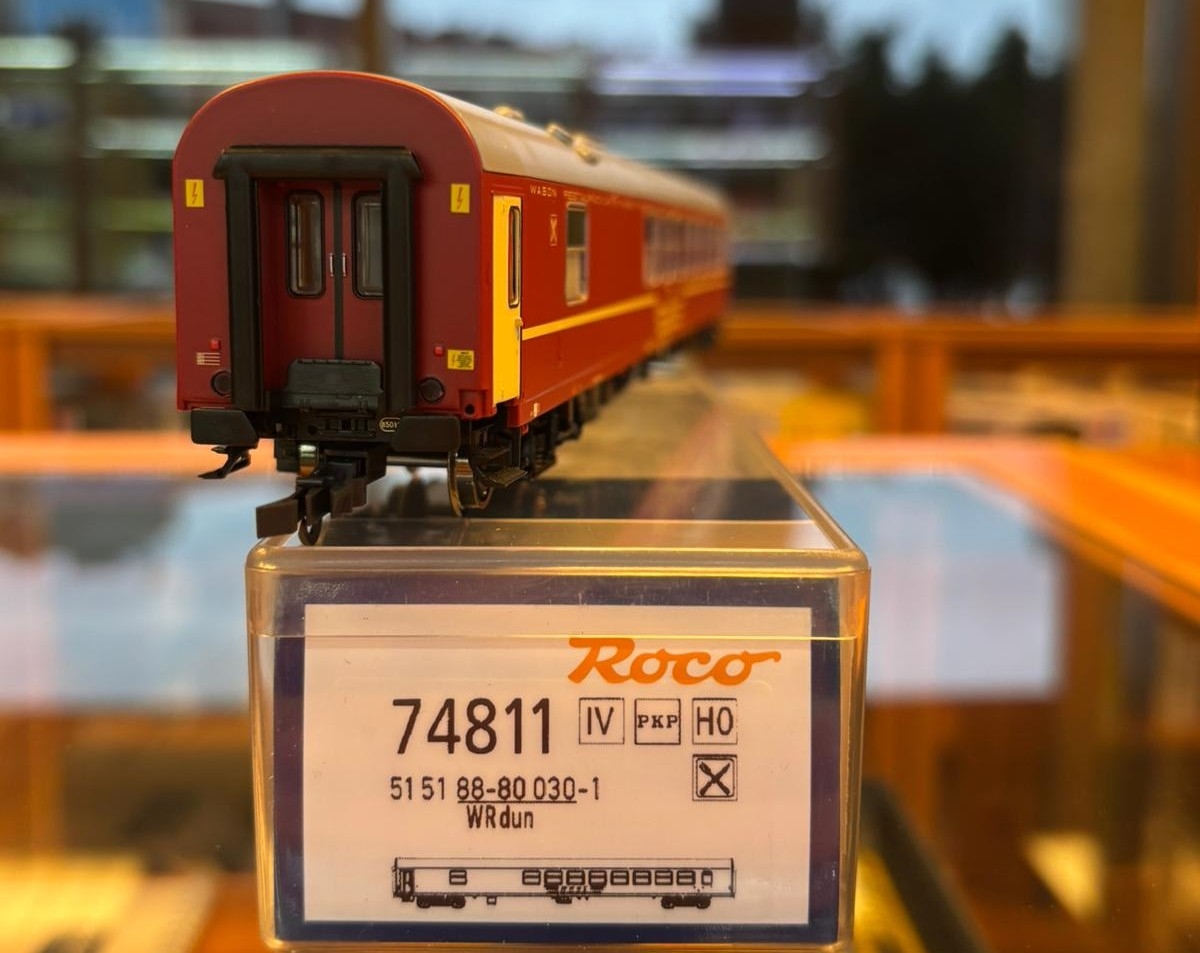 WAGON
Roco
74811 IV PKP H0
51 51 88-80 030-1
WRdun